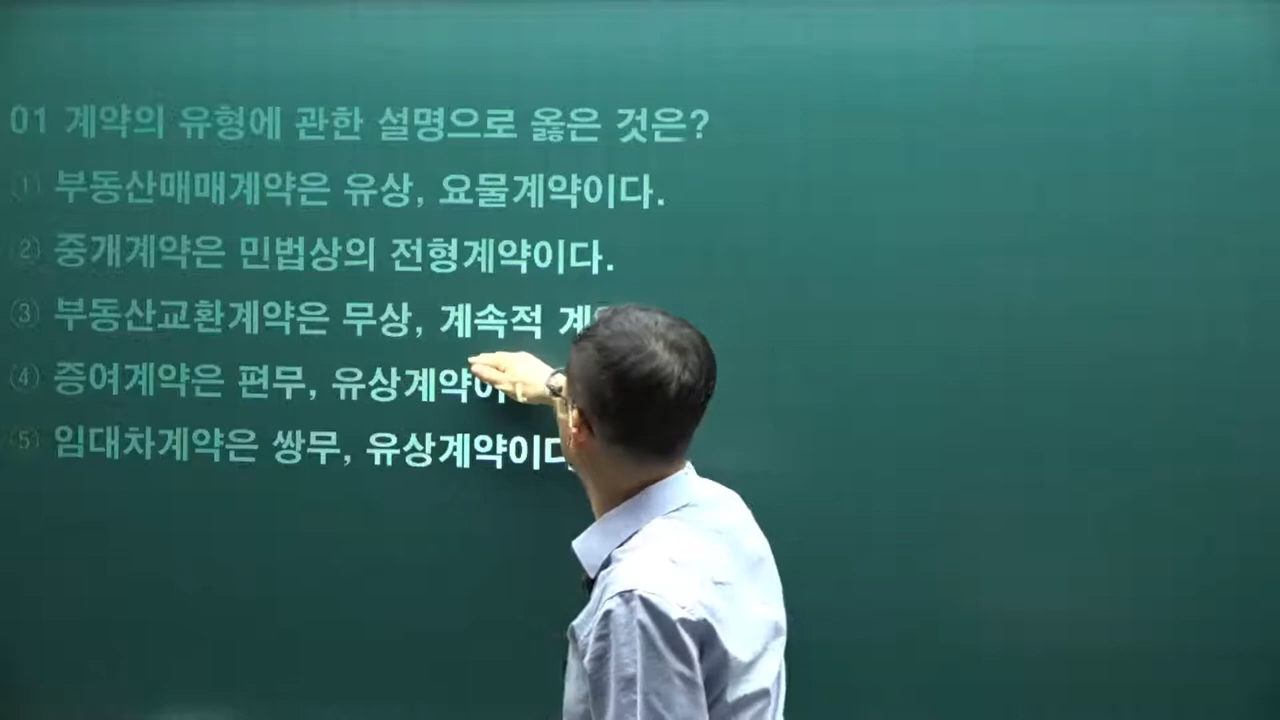 01 계약의 유형에 관한 설명으로 옳은 것은?
① 부동산매매계약은 유상, 요물계약이다.
② 중개계약은 민법상의 전형계약이다.
③ 부동산교환계약은 무상, 계속적
④ 증여계약은 편무, 유상계약이
⑤ 임대차계약은 쌍무, 유상계약이다